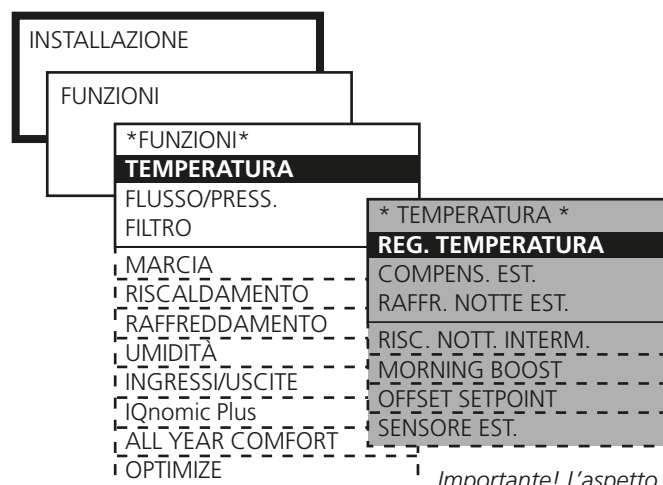 INSTALLAZIONE
FUNZIONI
*FUNZIONI*
TEMPERATURA
FLUSSO/PRESS.
FILTRO
MARCIA
RISCALDAMENTO
RAFFREDDAMENTO
UMIDITÀ
INGRESSI/USCITE
IQnomic Plus
ALL YEAR COMFORT
OPTIMIZE
* TEMPERATURA *
REG. TEMPERATURA
COMPENS. EST.
RAFFR. NOTTE EST.
RISC. NOTT. INTERM.
MORNING BOOST
OFFSET SETPOINT
SENSORE EST.
Importante! L'aspetto